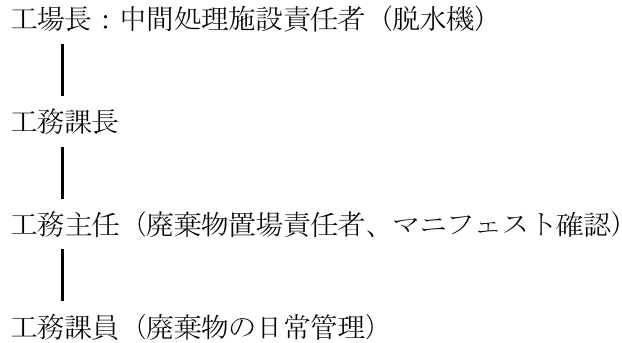 工場長：中間処理施設責任者（脱水機）
工務課長
工務主任（廃棄物置場責任者、マニフェスト確認）
工務課員（廃棄物の日常管理）